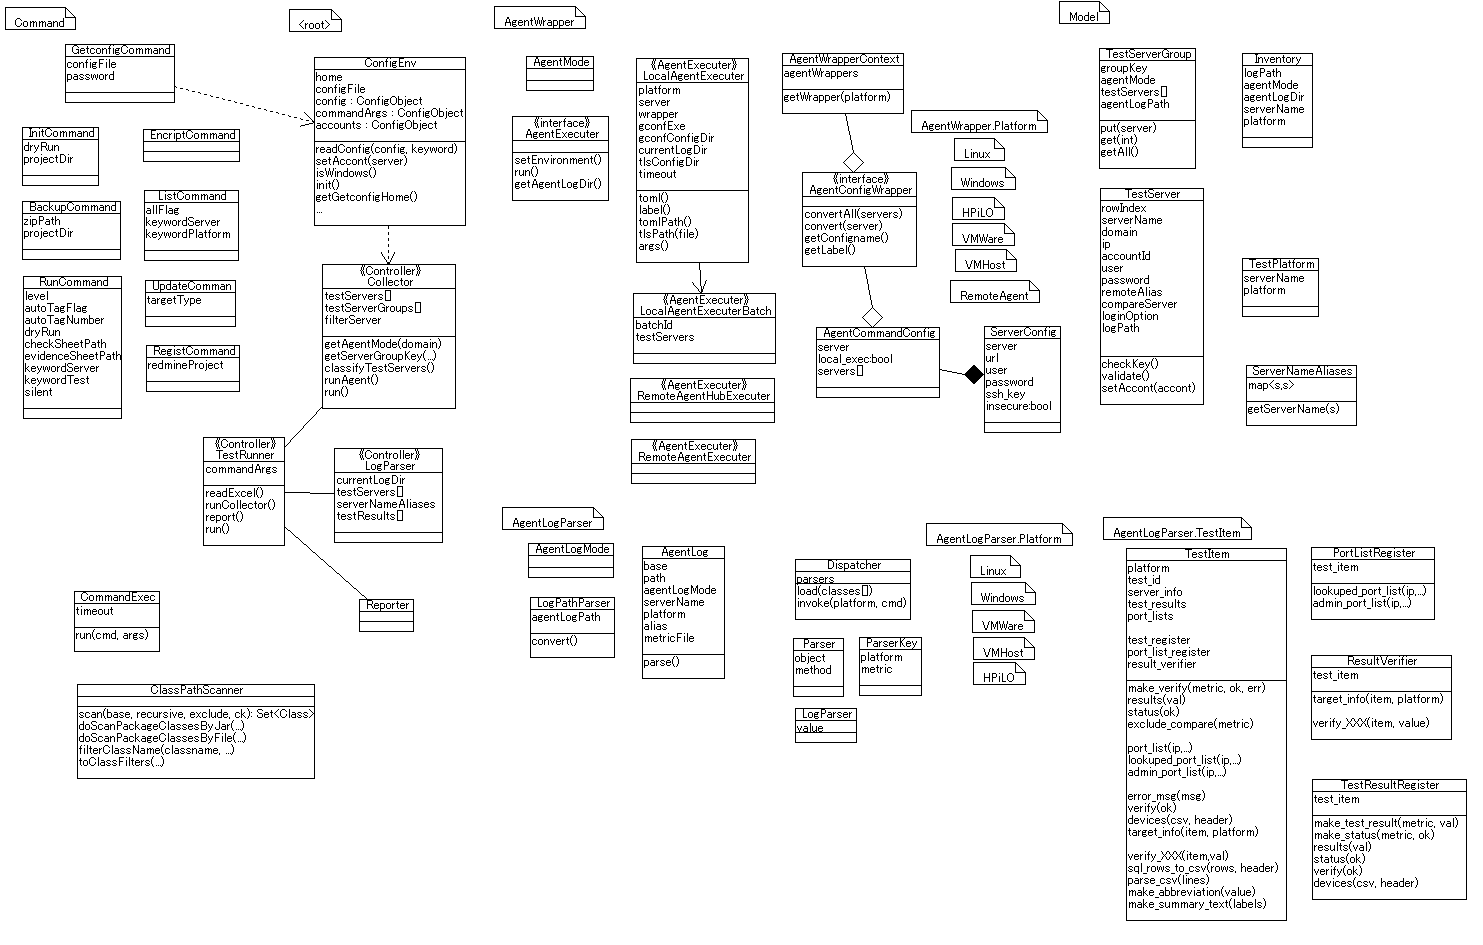 Command
GetconfigCommand
configFile
password
InitCommand
dryRun
projectDir
EncriptCommand
BackupCommand
zipPath
projectDir
ListCommand
allFlag
keywordServer
keywordPlatform
RunCommand
level
autoTagFlag
autoTagNumber
dryRun
checkSheetPath
evidenceSheetPath
keywordServer
keywordTest
silent
UpdateComman
targetType
RegistCommand
redmineProject
<root>
ConfigEnv
home
configFile
config : ConfigObject
commandArgs : ConfigObject
accounts : ConfigObject
readConfig(config, keyword)
setAccont(server)
isWindows()
init()
getGetconfigHome()
...
《Controller》
Collector
testServers[]
testServerGroups[]
filterServer
getAgentMode(domain)
getServerGroupKey(...)
classifyTestServers()
runAgent()
run()
《Controller》
TestRunner
commandArgs
readExcel()
runCollector()
report()
run()
《Controller》
LogParser
currentLogDir
testServers[]
serverNameAliases
testResults[]
Reporter
CommandExec
timeout
run(cmd, args)
ClassPathScanner
scan(base, recursive, exclude, ck): Set<Class>
doScanPackageClassesByJar(...)
doScanPackageClassesByFile(...)
filterClassName(classname, ...)
toClassFilters(...)
AgentWrapper
AgentMode
《interface》
AgentExecuter
setEnvironment()
run()
getAgentLogDir()
《AgentExecuter》
LocalAgentExecuter
platform
server
wrapper
gconfExe
gconfConfigDir
currentLogDir
tlsConfigDir
timeout
toml()
label()
tomlPath()
tlsPath(file)
args()
《AgentExecuter》
LocalAgentExecuterBatch
batchId
testServers
《AgentExecuter》
RemoteAgentHubExecuter
《AgentExecuter》
RemoteAgentExecuter
AgentWrapperContext
agentWrappers
getWrapper(platform)
《interface》
AgentConfigWrapper
convertAll(servers)
convert(server)
getConfigname()
getLabel()
AgentCommandConfig
server
local_exec:bool
servers[]
ServerConfig
server
url
user
password
ssh_key
insecure:bool
AgentWrapper.Platform
Linux
Windows
HPiLO
VMWare
VMHost
RemoteAgent
Model
TestServerGroup
groupKey
agentMode
testServers[]
agentLogPath
put(server)
get(int)
getAll()
Inventory
logPath
agentMode
agentLogDir
serverName
platform
TestServer
rowIndex
serverName
domain
ip
accountId
user
password
remoteAlias
compareServer
loginOption
logPath
checkKey()
validate()
setAccont(accont)
TestPlatform
serverName
platform
ServerNameAliases
map<s,s>
getServerName(s)
AgentLogParser
AgentLogMode
LogPathParser
agentLogPath
convert()
AgentLog
base
path
agentLogMode
serverName
platform
alias
metricFile
parse()
Dispatcher
parsers
load(classes[])
invoke(platform, cmd)
Parser
object
method
ParserKey
platform
metric
LogParser
value
AgentLogParser.Platform
Linux
Windows
VMWare
VMHost
HPiLO
AgentLogParser.TestItem
TestItem
platform
test_id
server_info
test_results
port_lists
test_register
port_list_register
result_verifier
make_verify(metric, ok, err)
results(val)
status(ok)
exclude_compare(metric)
port_list(ip,...)
lookuped_port_list(ip,...)
admin_port_list(ip,...)
error_msg(msg)
verify(ok)
devices(csv, header)
target_info(item, platform)
verify_XXX(item,val)
sql_rows_to_csv(rows, header)
parse_csv(lines)
make_abbreviation(value)
make_summary_text(labels)
PortListRegister
test_item
lookuped_port_list(ip,...)
admin_port_list(ip,...)
ResultVerifier
test_item
target_info(item, platform)
verify_XXX(item, value)
TestResultRegister
test_item
make_test_result(metric, val)
make_status(metric, ok)
results(val)
status(ok)
verify(ok)
devices(csv, header)